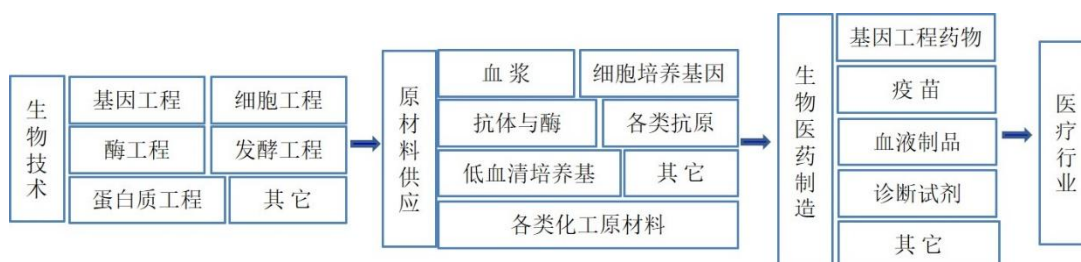 生物技术
基因工程
细胞工程
酶工程
发酵工程
蛋白质工程
其它
原材料供应
血浆
细胞培养基因
抗体与酶
各类抗原
低血清培养基
其它
各类化工原材料
生物医药制造
基因工程药物
疫苗
血液制品
诊断试剂
其它
医疗行业